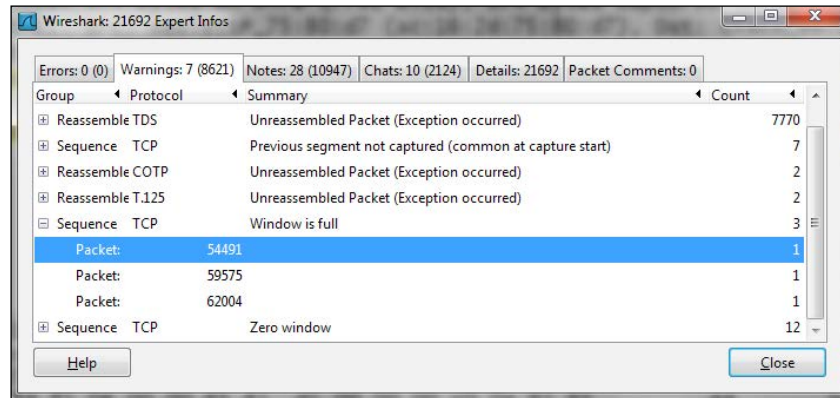 Wireshark: 21692 Expert Infos
Errors: 0 (0) Warnings: 7 (8621) Notes: 28 (10947) Chats: 10 (2124) Details: 21692 Packet Comments: 0
Group Protocol Summary Count
Reassemble TDS Unreassembled Packet (Exception occurred) 7770
Sequence TCP Previous segment not captured (common at capture start) 7
Reassemble COTP Unreassembled Packet (Exception occurred) 2
Reassemble T.125 Unreassembled Packet (Exception occurred) 2
Sequence TCP Window is full 3
Packet: 54491 1
Packet: 59575 1
Packet: 62004 1
Sequence TCP Zero window 12
Help Close